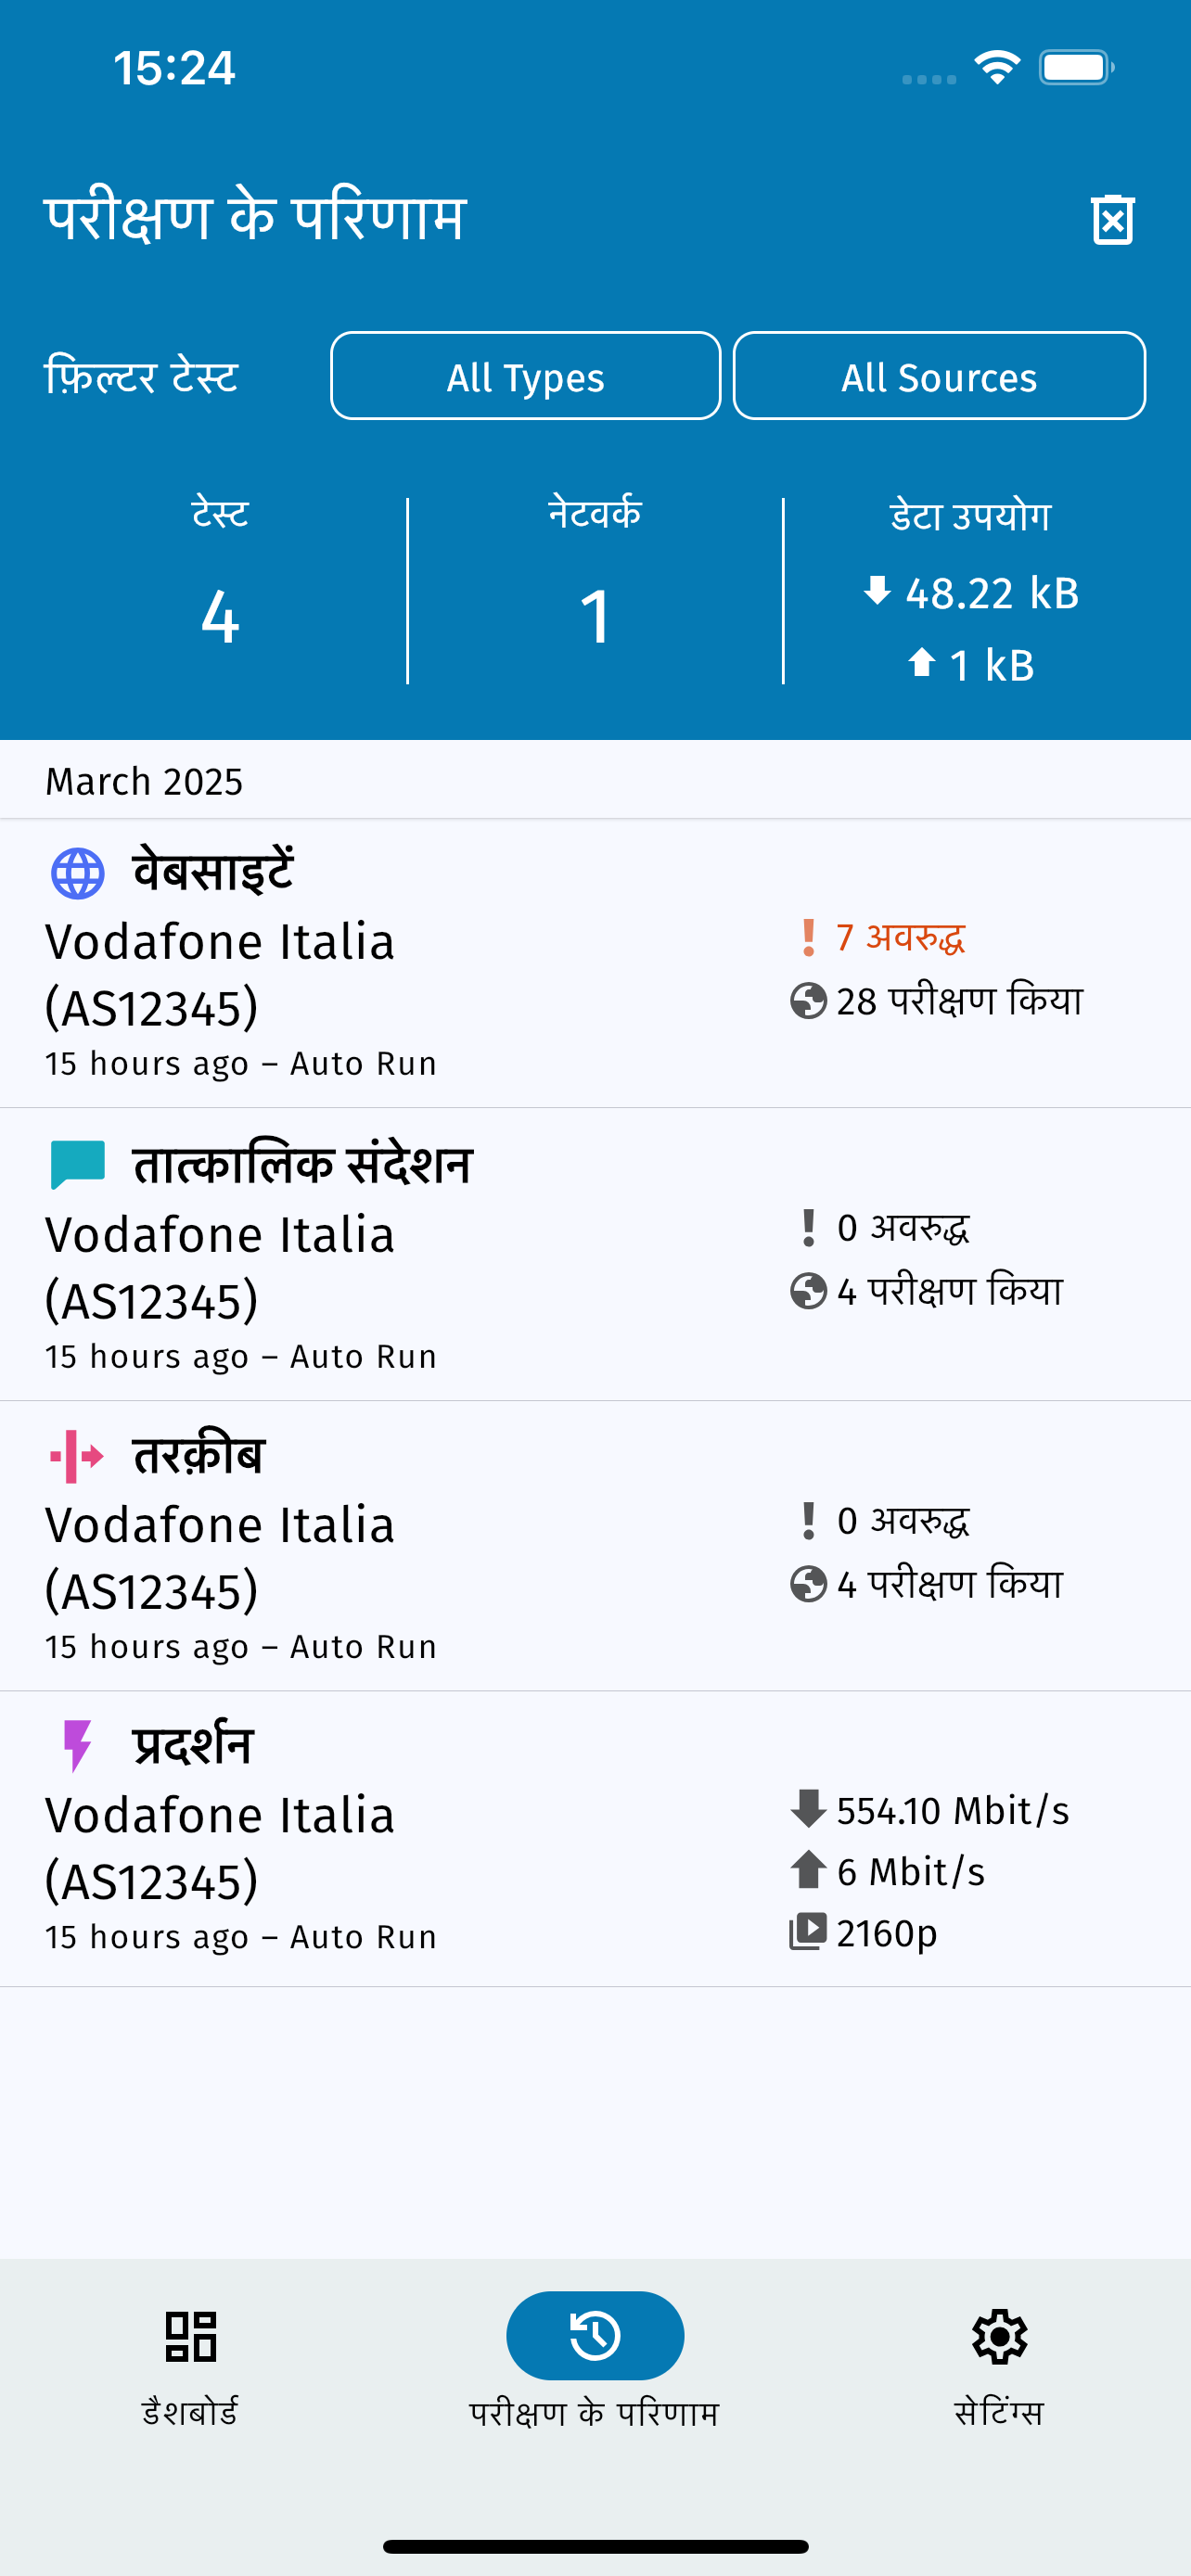 15:24
परीक्षण के परिणाम
फ़िल्टर टेस्ट
All Types
All Sources
टेस्ट
4
नेटवर्क
1
डेटा उपयोग
48.22 kB
1 kB
March 2025
वेबसाइटें
Vodafone Italia
(AS12345)
15 hours ago – Auto Run
7 अवरुद्ध
28 परीक्षण किया
तात्कालिक संदेशन
Vodafone Italia
(AS12345)
15 hours ago – Auto Run
0 अवरुद्ध
4 परीक्षण किया
तरक़ीब
Vodafone Italia
(AS12345)
15 hours ago – Auto Run
0 अवरुद्ध
4 परीक्षण किया
प्रदर्शन
Vodafone Italia
(AS12345)
15 hours ago – Auto Run
554.10 Mbit/s
6 Mbit/s
2160p
डैशबोर्ड
परीक्षण के परिणाम
सेटिंग्स